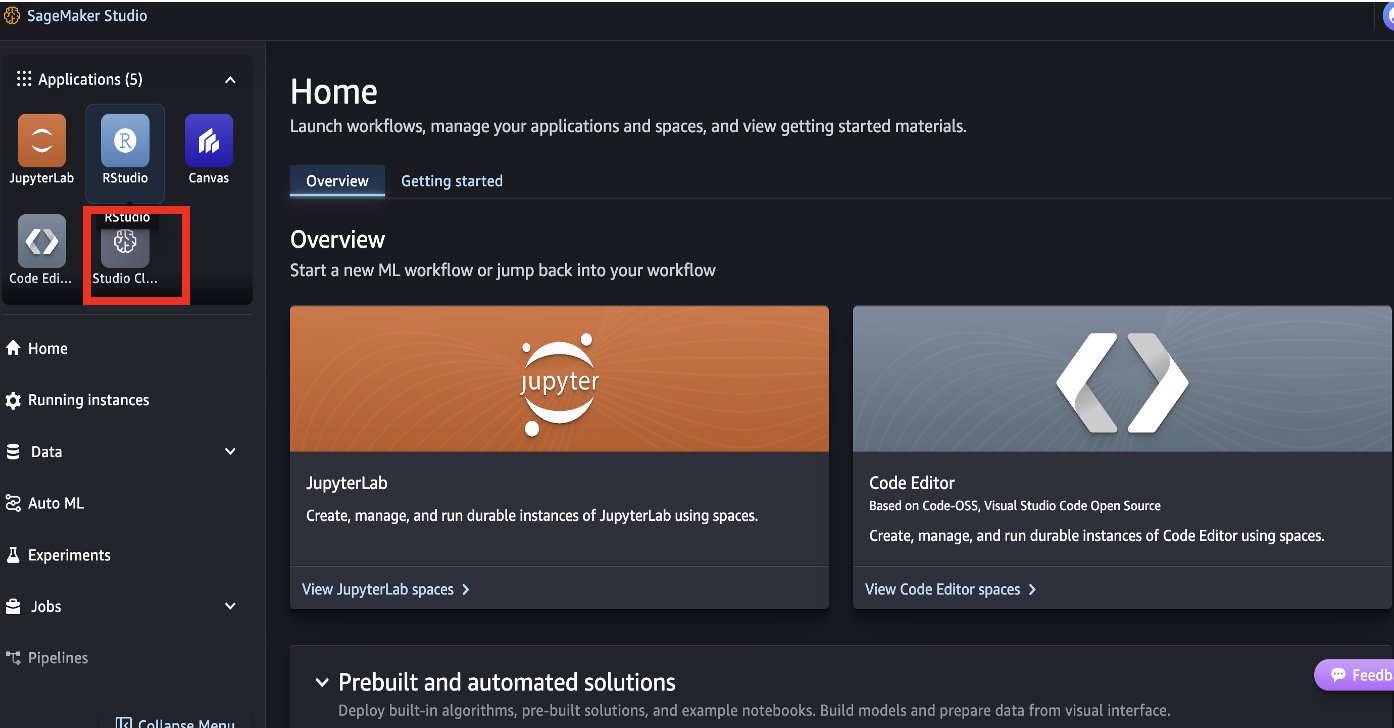 SageMaker Studio
Applications (5)
JupyterLab
RStudio
Canvas
RStudio
Code Edi...
Studio Cl...
Home
Running instances
Data
Auto ML
Experiments
Jobs
Pipelines
Collapse Menu
Home
Launch workflows, manage your applications and spaces, and view getting started materials.
Overview
Getting started
Overview
Start a new ML workflow or jump back into your workflow
jupyter
JupyterLab
Create, manage, and run durable instances of JupyterLab using spaces.
View JupyterLab spaces
Code Editor
Based on Code-OSS, Visual Studio Code Open Source
Create, manage, and run durable instances of Code Editor using spaces.
View Code Editor spaces
Prebuilt and automated solutions
Deploy built-in algorithms, pre-built solutions, and example notebooks. Build models and prepare data from visual interface.
Feedba